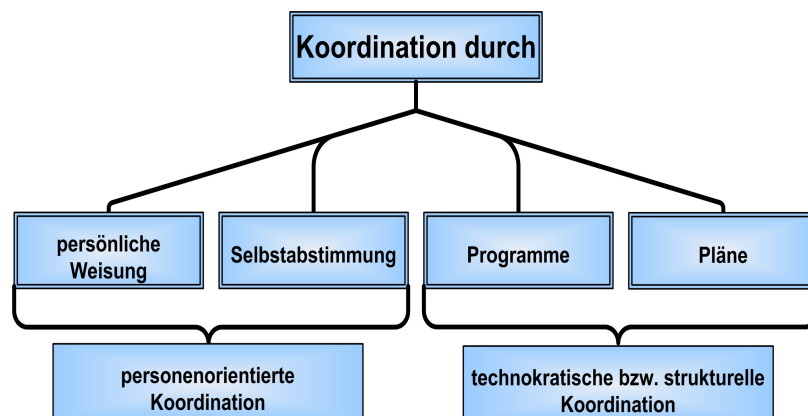 Koordination durch
persönliche
Weisung
Selbstabstimmung
Programme
Pläne
personenorientierte
Koordination
technokratische bzw. strukturelle
Koordination